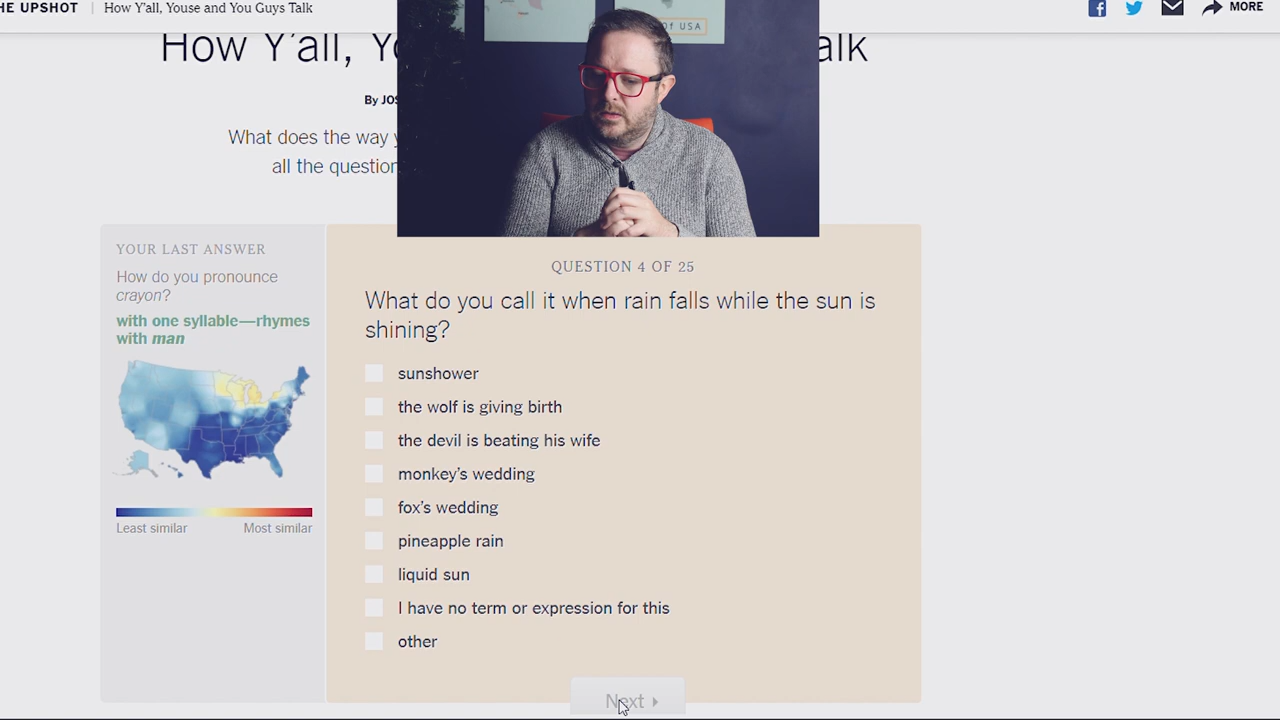 HE UPSHOT | How Y'all, Youse and You Guys Talk
MORE
How Y'all, Yo alk
OF USA
By JOS
What does the way y
all the question
YOUR LAST ANSWER
How do you pronounce
crayon?
with one syllable—rhymes
with man
Least similar Most similar
QUESTION 4 OF 25
What do you call it when rain falls while the sun is
shining?
sunshower
the wolf is giving birth
the devil is beating his wife
monkey's wedding
fox's wedding
pineapple rain
liquid sun
I have no term or expression for this
other
Next